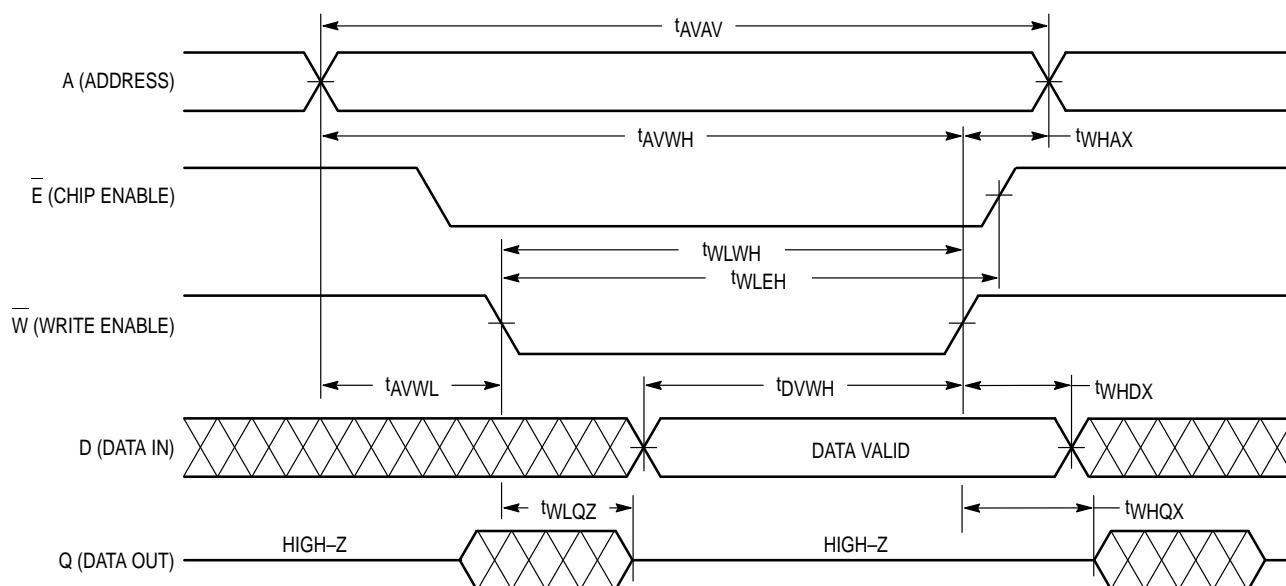 tAVAV
A (ADDRESS)
tAVWH
tWHAX
E (CHIP ENABLE)
tWLWH
tWLEH
W (WRITE ENABLE)
tAVWL
tDVWH
tWHDX
D (DATA IN)
DATA VALID
tWLQZ
tWHQX
HIGH–Z
HIGH–Z
Q (DATA OUT)